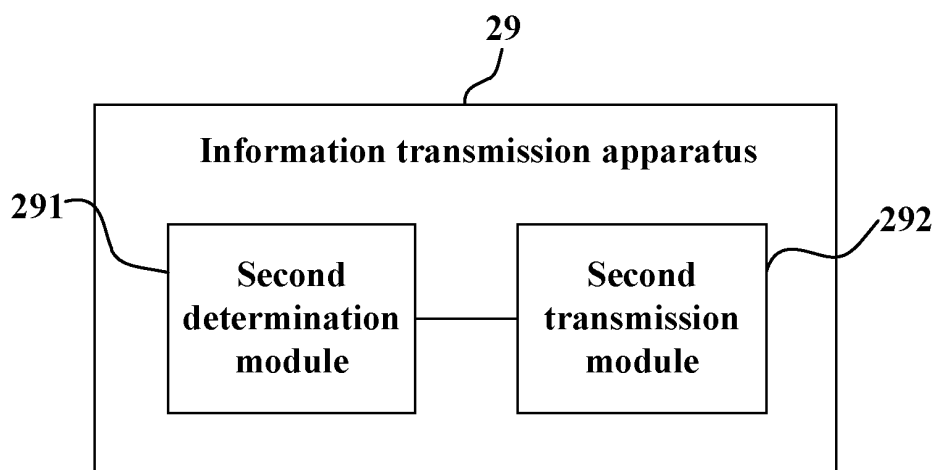 29
Information transmission apparatus
291
292
Second
determination
module
Second
transmission
module